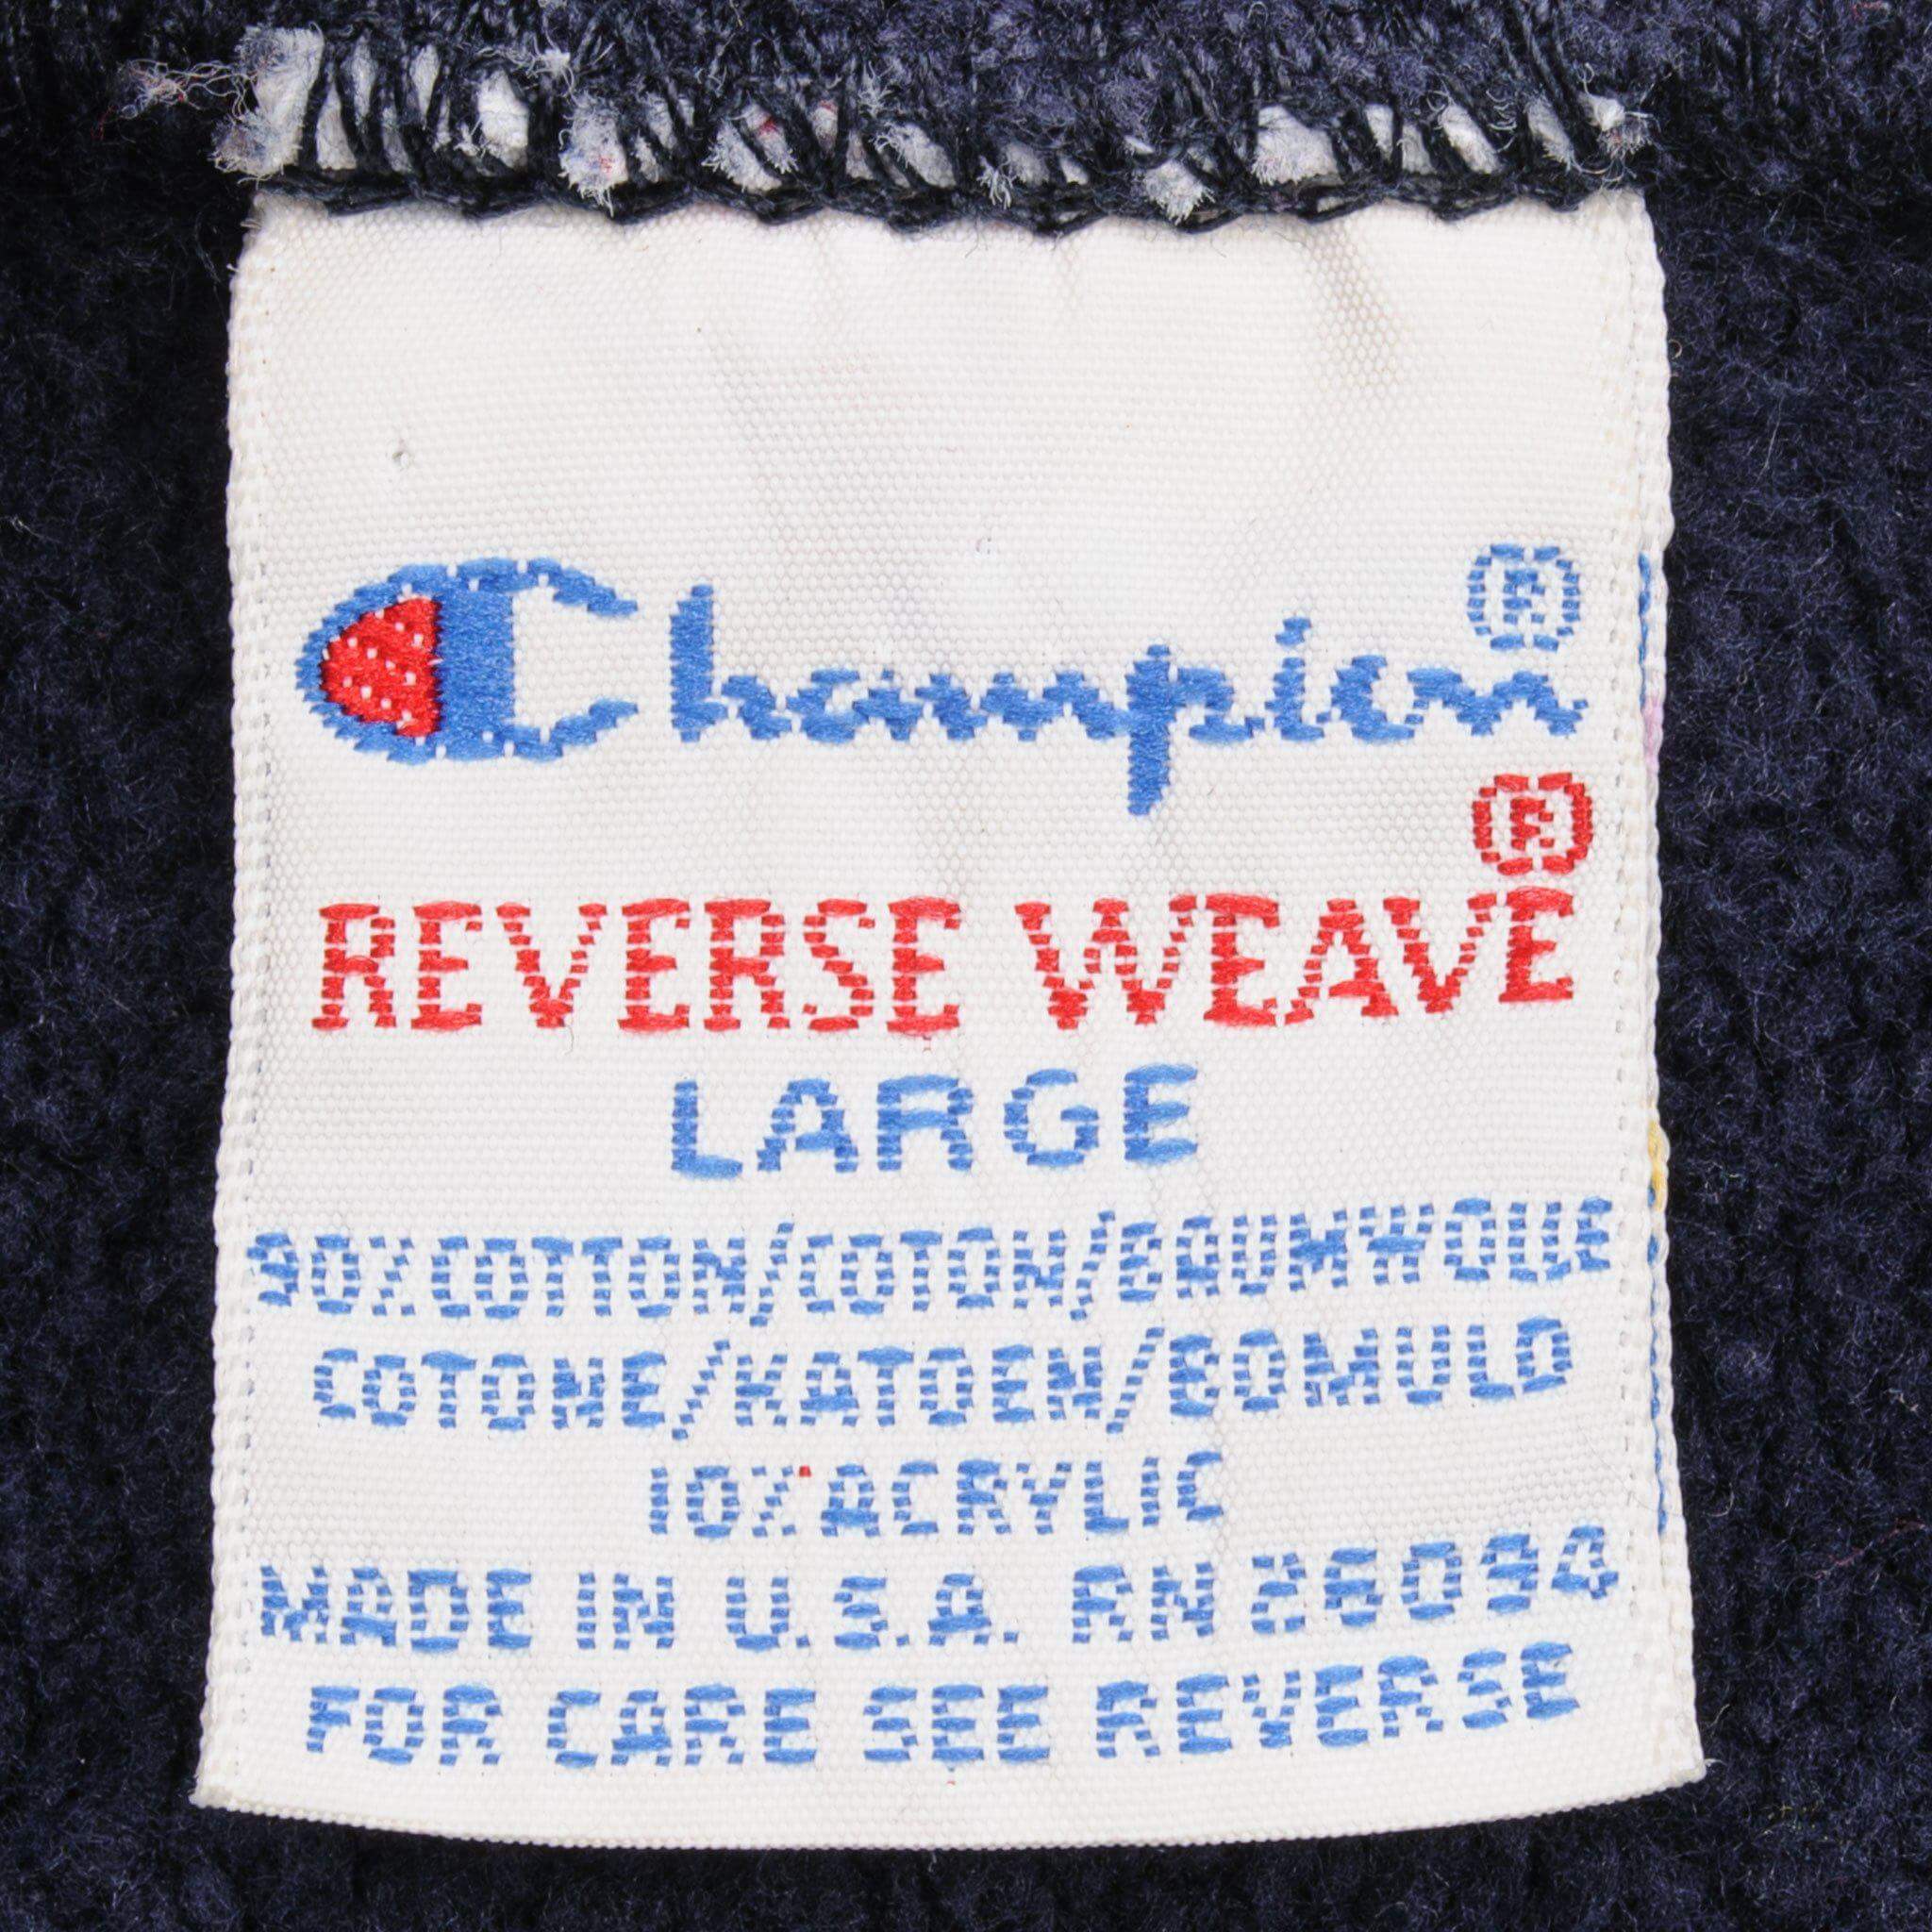 Champion®
REVERSE WEAVE®
LARGE
90%COTTON/COTON/BAUMWOLLE
COTONE/KATOEN/BOMULD
10%ACRYLIC
MADE IN U.S.A. RN 26094
FOR CARE SEE REVERSE